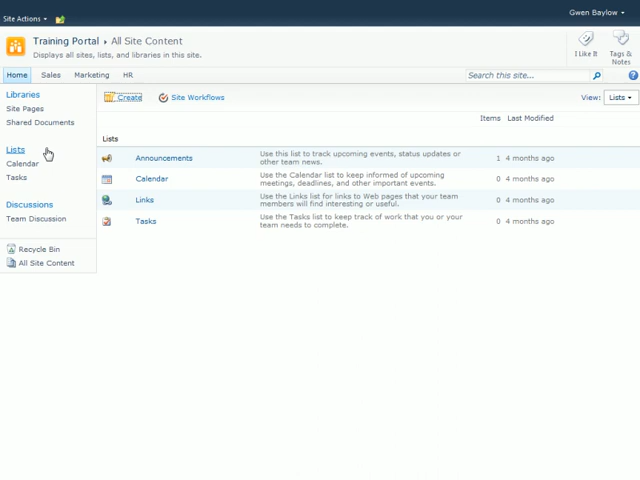 Site Actions
Gwen Baylow
Training Portal ▸ All Site Content
Displays all sites, lists, and libraries in this site.
I Like It
Tags & Notes
Home Sales Marketing HR
Search this site...
Libraries
Site Pages
Shared Documents
Lists
Calendar
Tasks
Discussions
Team Discussion
Recycle Bin
All Site Content
Create Site Workflows
View: Lists
Items Last Modified
Lists
Announcements Use this list to track upcoming events, status updates or 1 4 months ago
other team news.
Calendar Use the Calendar list to keep informed of upcoming 0 4 months ago
meetings, deadlines, and other important events.
Links Use the Links list for links to Web pages that your team 0 4 months ago
members will find interesting or useful.
Tasks Use the Tasks list to keep track of work that you or your 0 4 months ago
team needs to complete.